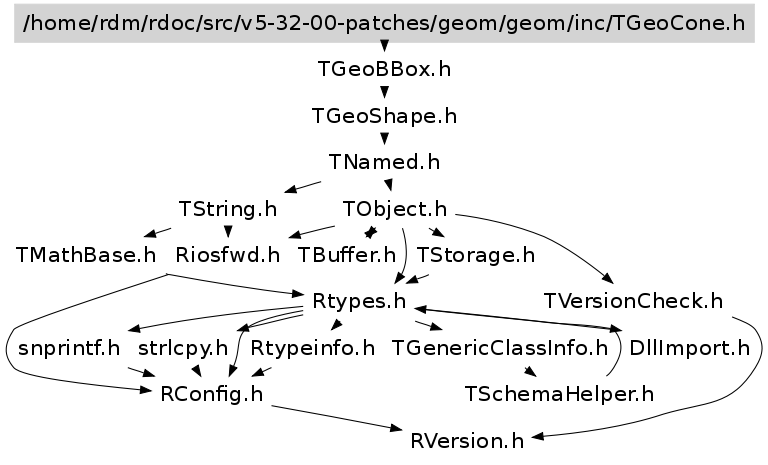 /home/rdm/rdoc/src/v5-32-00-patches/geom/geom/inc/TGeoCone.h
TGeoBBox.h
TGeoShape.h
TNamed.h
TString.h
TObject.h
TMathBase.h
Riosfwd.h
TBuffer.h
TStorage.h
Rtypes.h
TVersionCheck.h
snprintf.h
strlcpy.h
Rtypeinfo.h
TGenericClassInfo.h
DllImport.h
RConfig.h
TSchemaHelper.h
RVersion.h